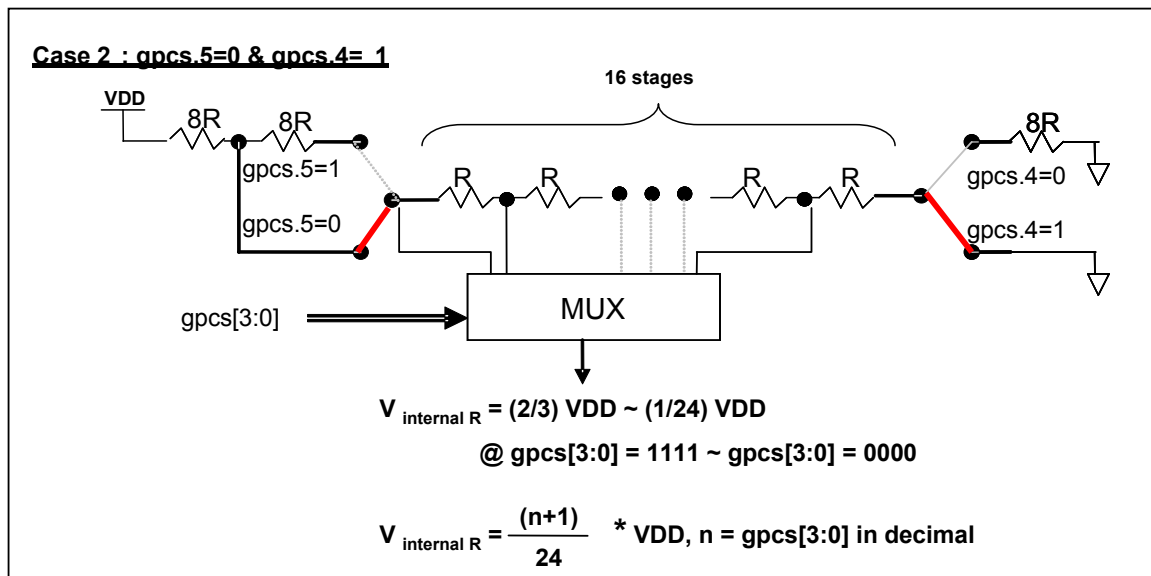 Case 2 : gpcs.5=0 & gpcs.4= 1
16 stages
VDD
8R 8R 8R
gpcs.5=1 R R R R gpcs.4=0
gpcs.5=0 gpcs.4=1
gpcs[3:0] MUX
V internal R = (2/3) VDD ~ (1/24) VDD
@ gpcs[3:0] = 1111 ~ gpcs[3:0] = 0000
V internal R = (n+1) / 24 * VDD, n = gpcs[3:0] in decimal